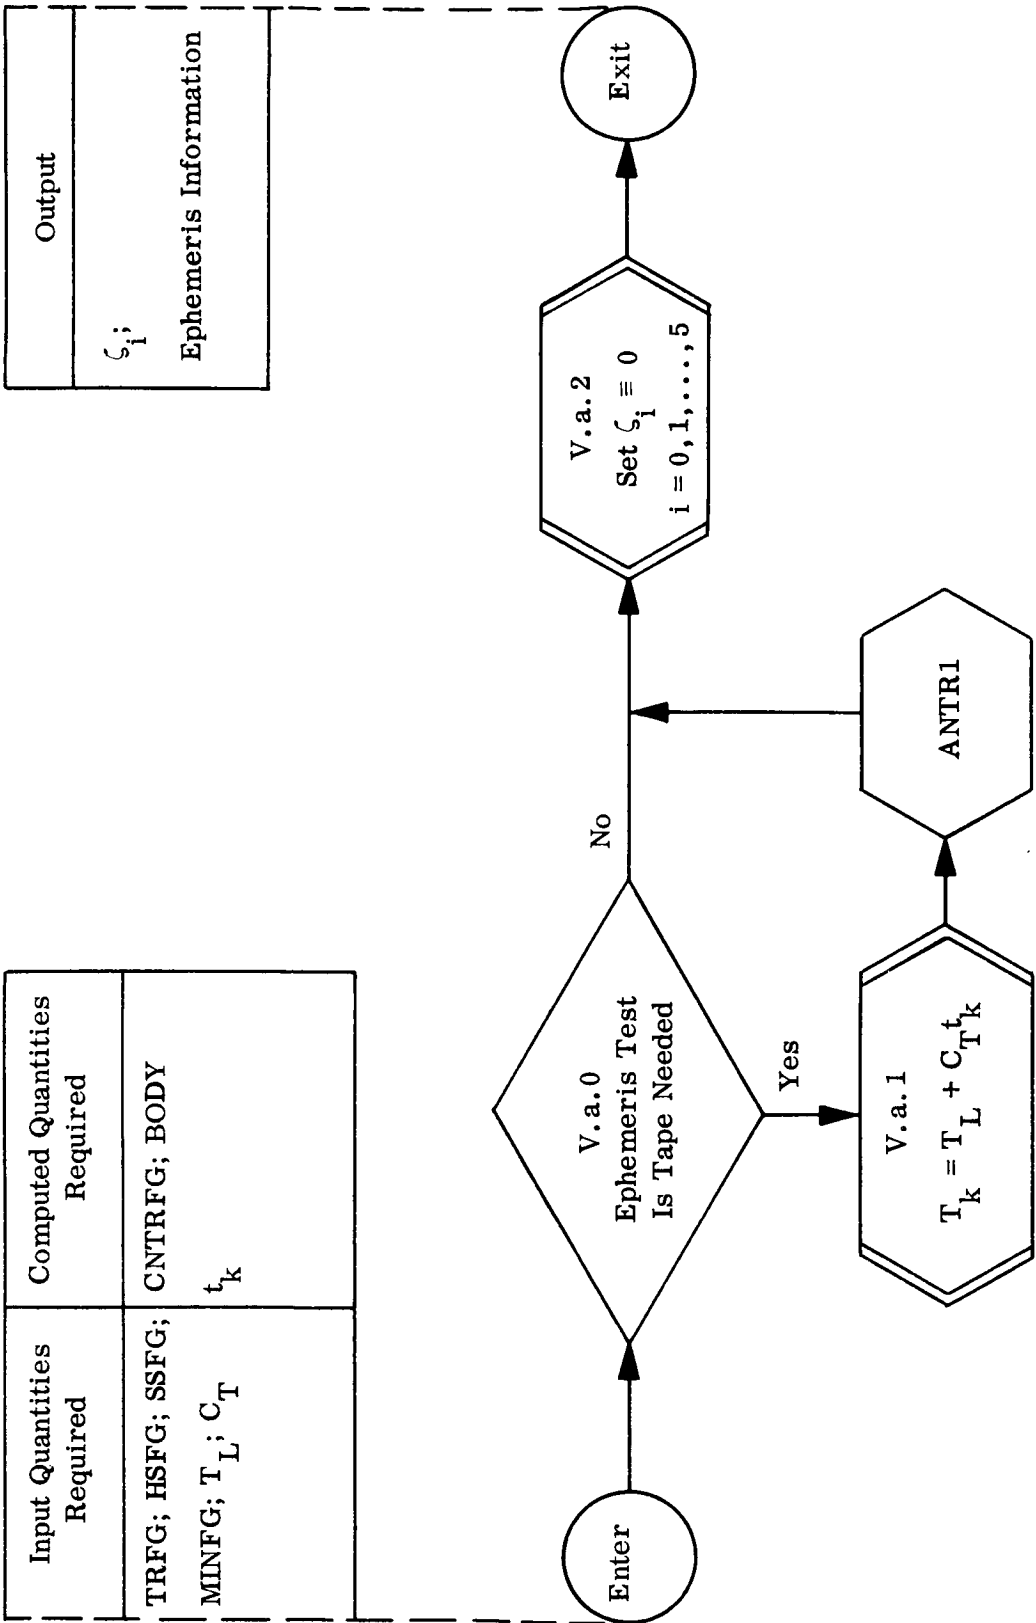 Input Quantities
Required
Computed Quantities
Required
TRFG; HSFG; SSFG;
MINFG; T_L; C_T
CNTRFG; BODY
t_k
Output
ζ_i;
Ephemeris Information
Enter
V.a.0
Ephemeris Test
Is Tape Needed
No
Yes
V.a.1
T_k = T_L + C_T t_k
ANTR1
V.a.2
Set ζ_i ≡ 0
i = 0,1,...,5
Exit